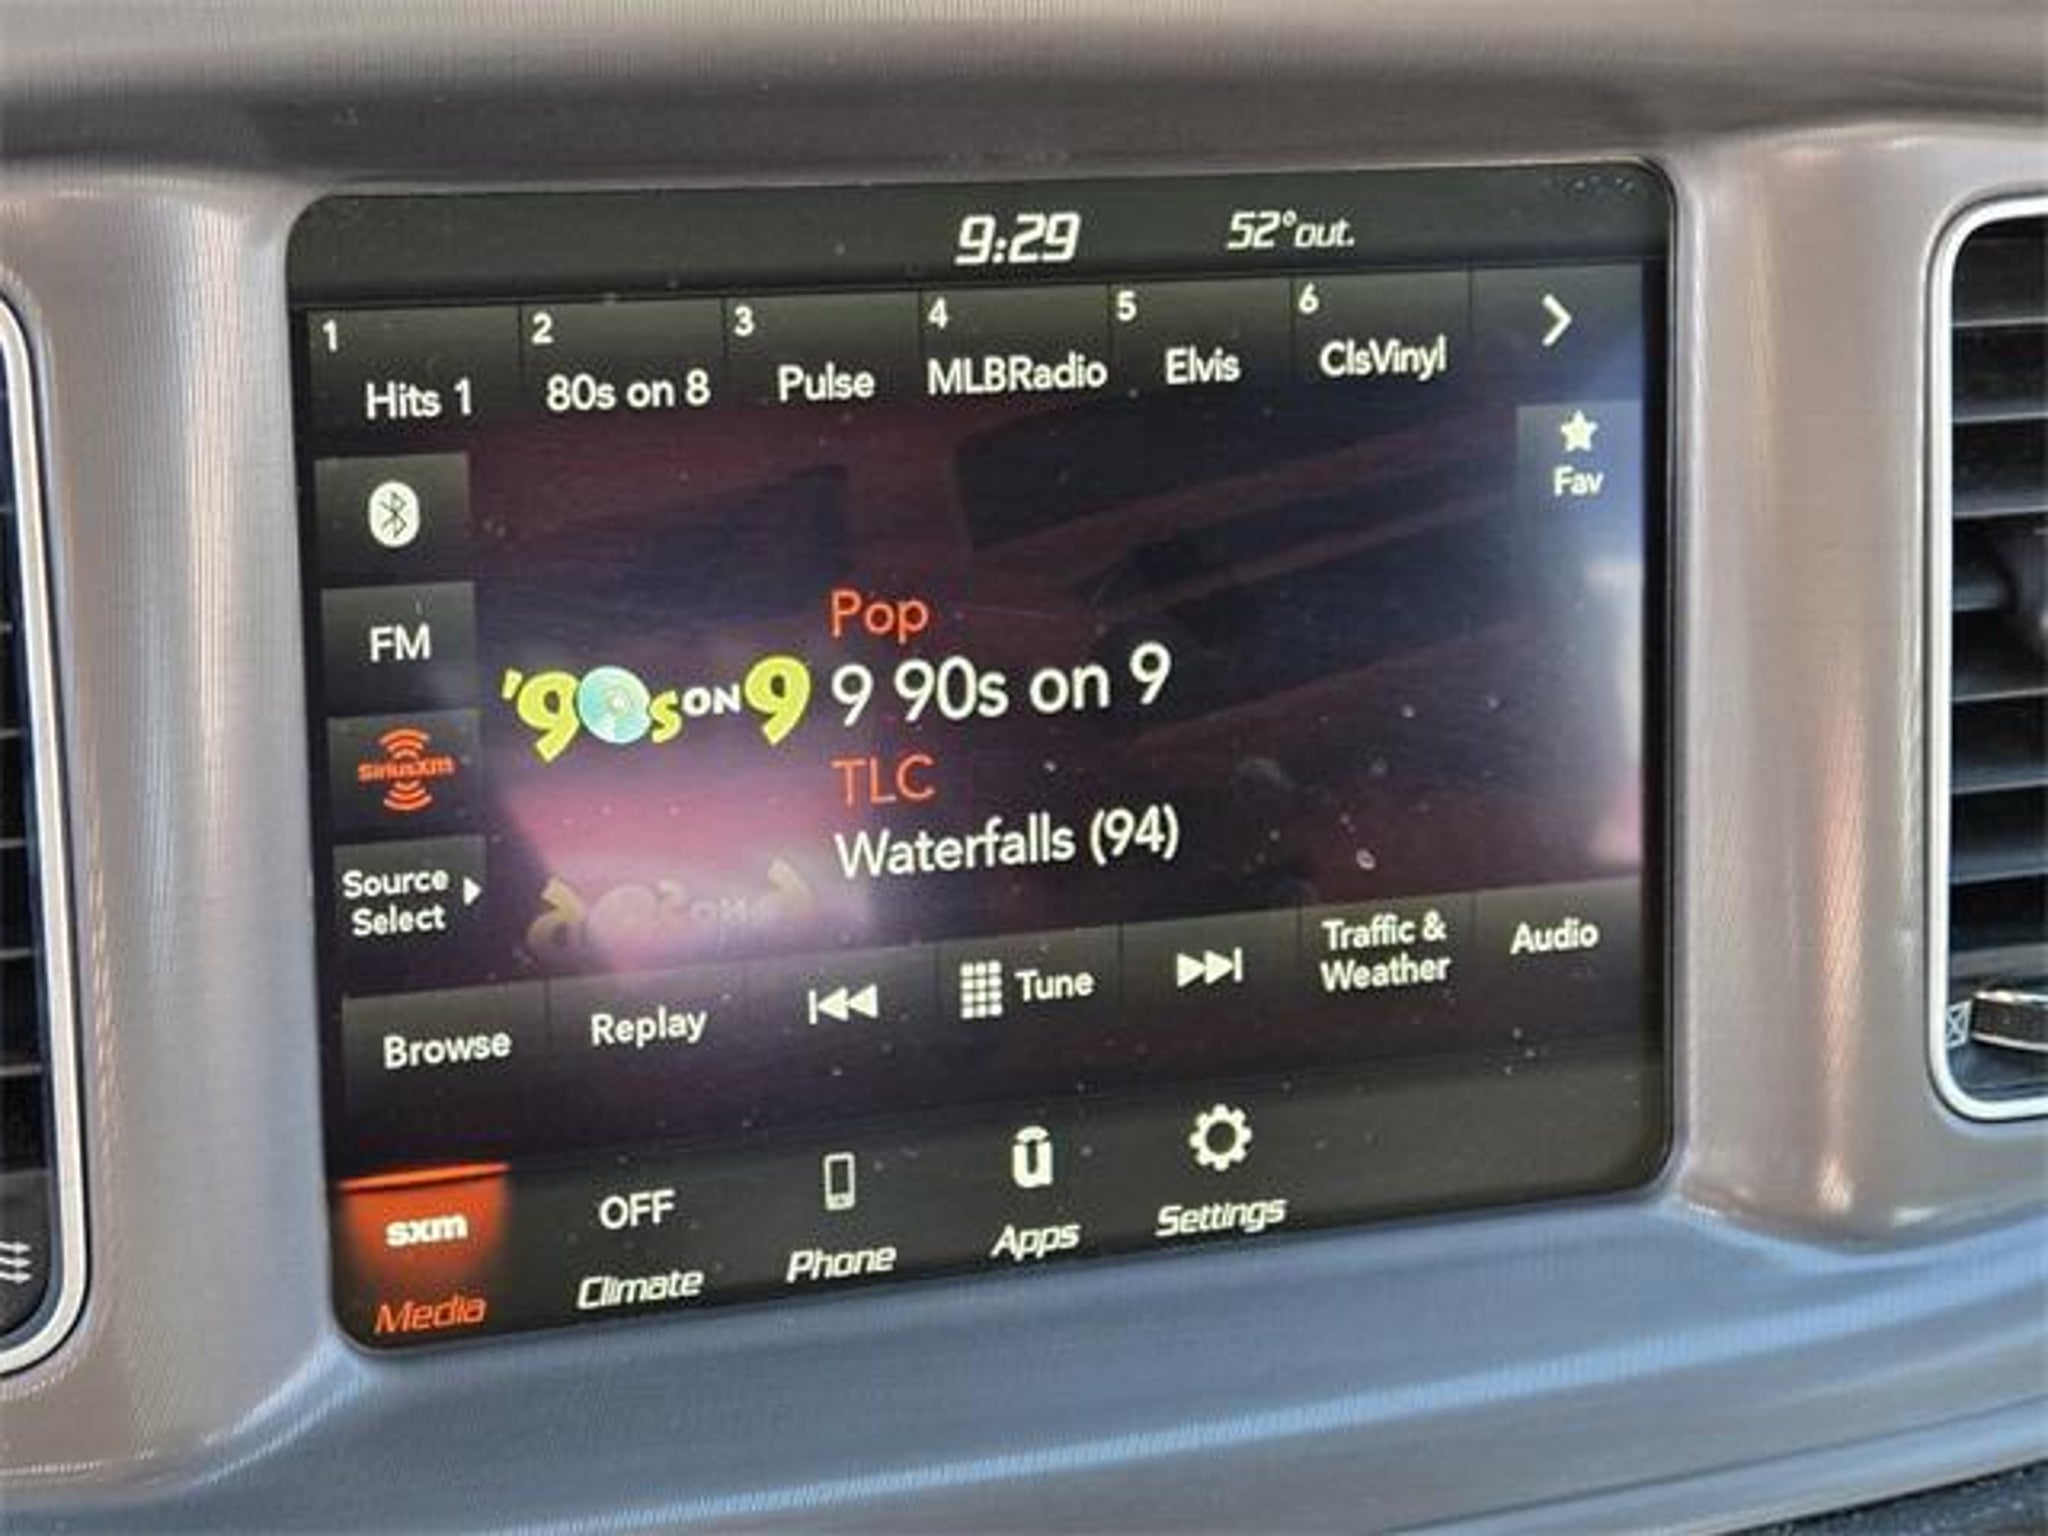 9:29 52°out.
1 2 3 4 5 6
Hits 1 80s on 8 Pulse MLBRadio Elvis ClsVinyl
Fav
FM
Pop
'90s ON 9 9 90s on 9
SiriusXM
TLC
Waterfalls (94)
Source
Select
Browse Replay Tune Traffic & Audio
Weather
sxm OFF
Media Climate Phone Apps Settings